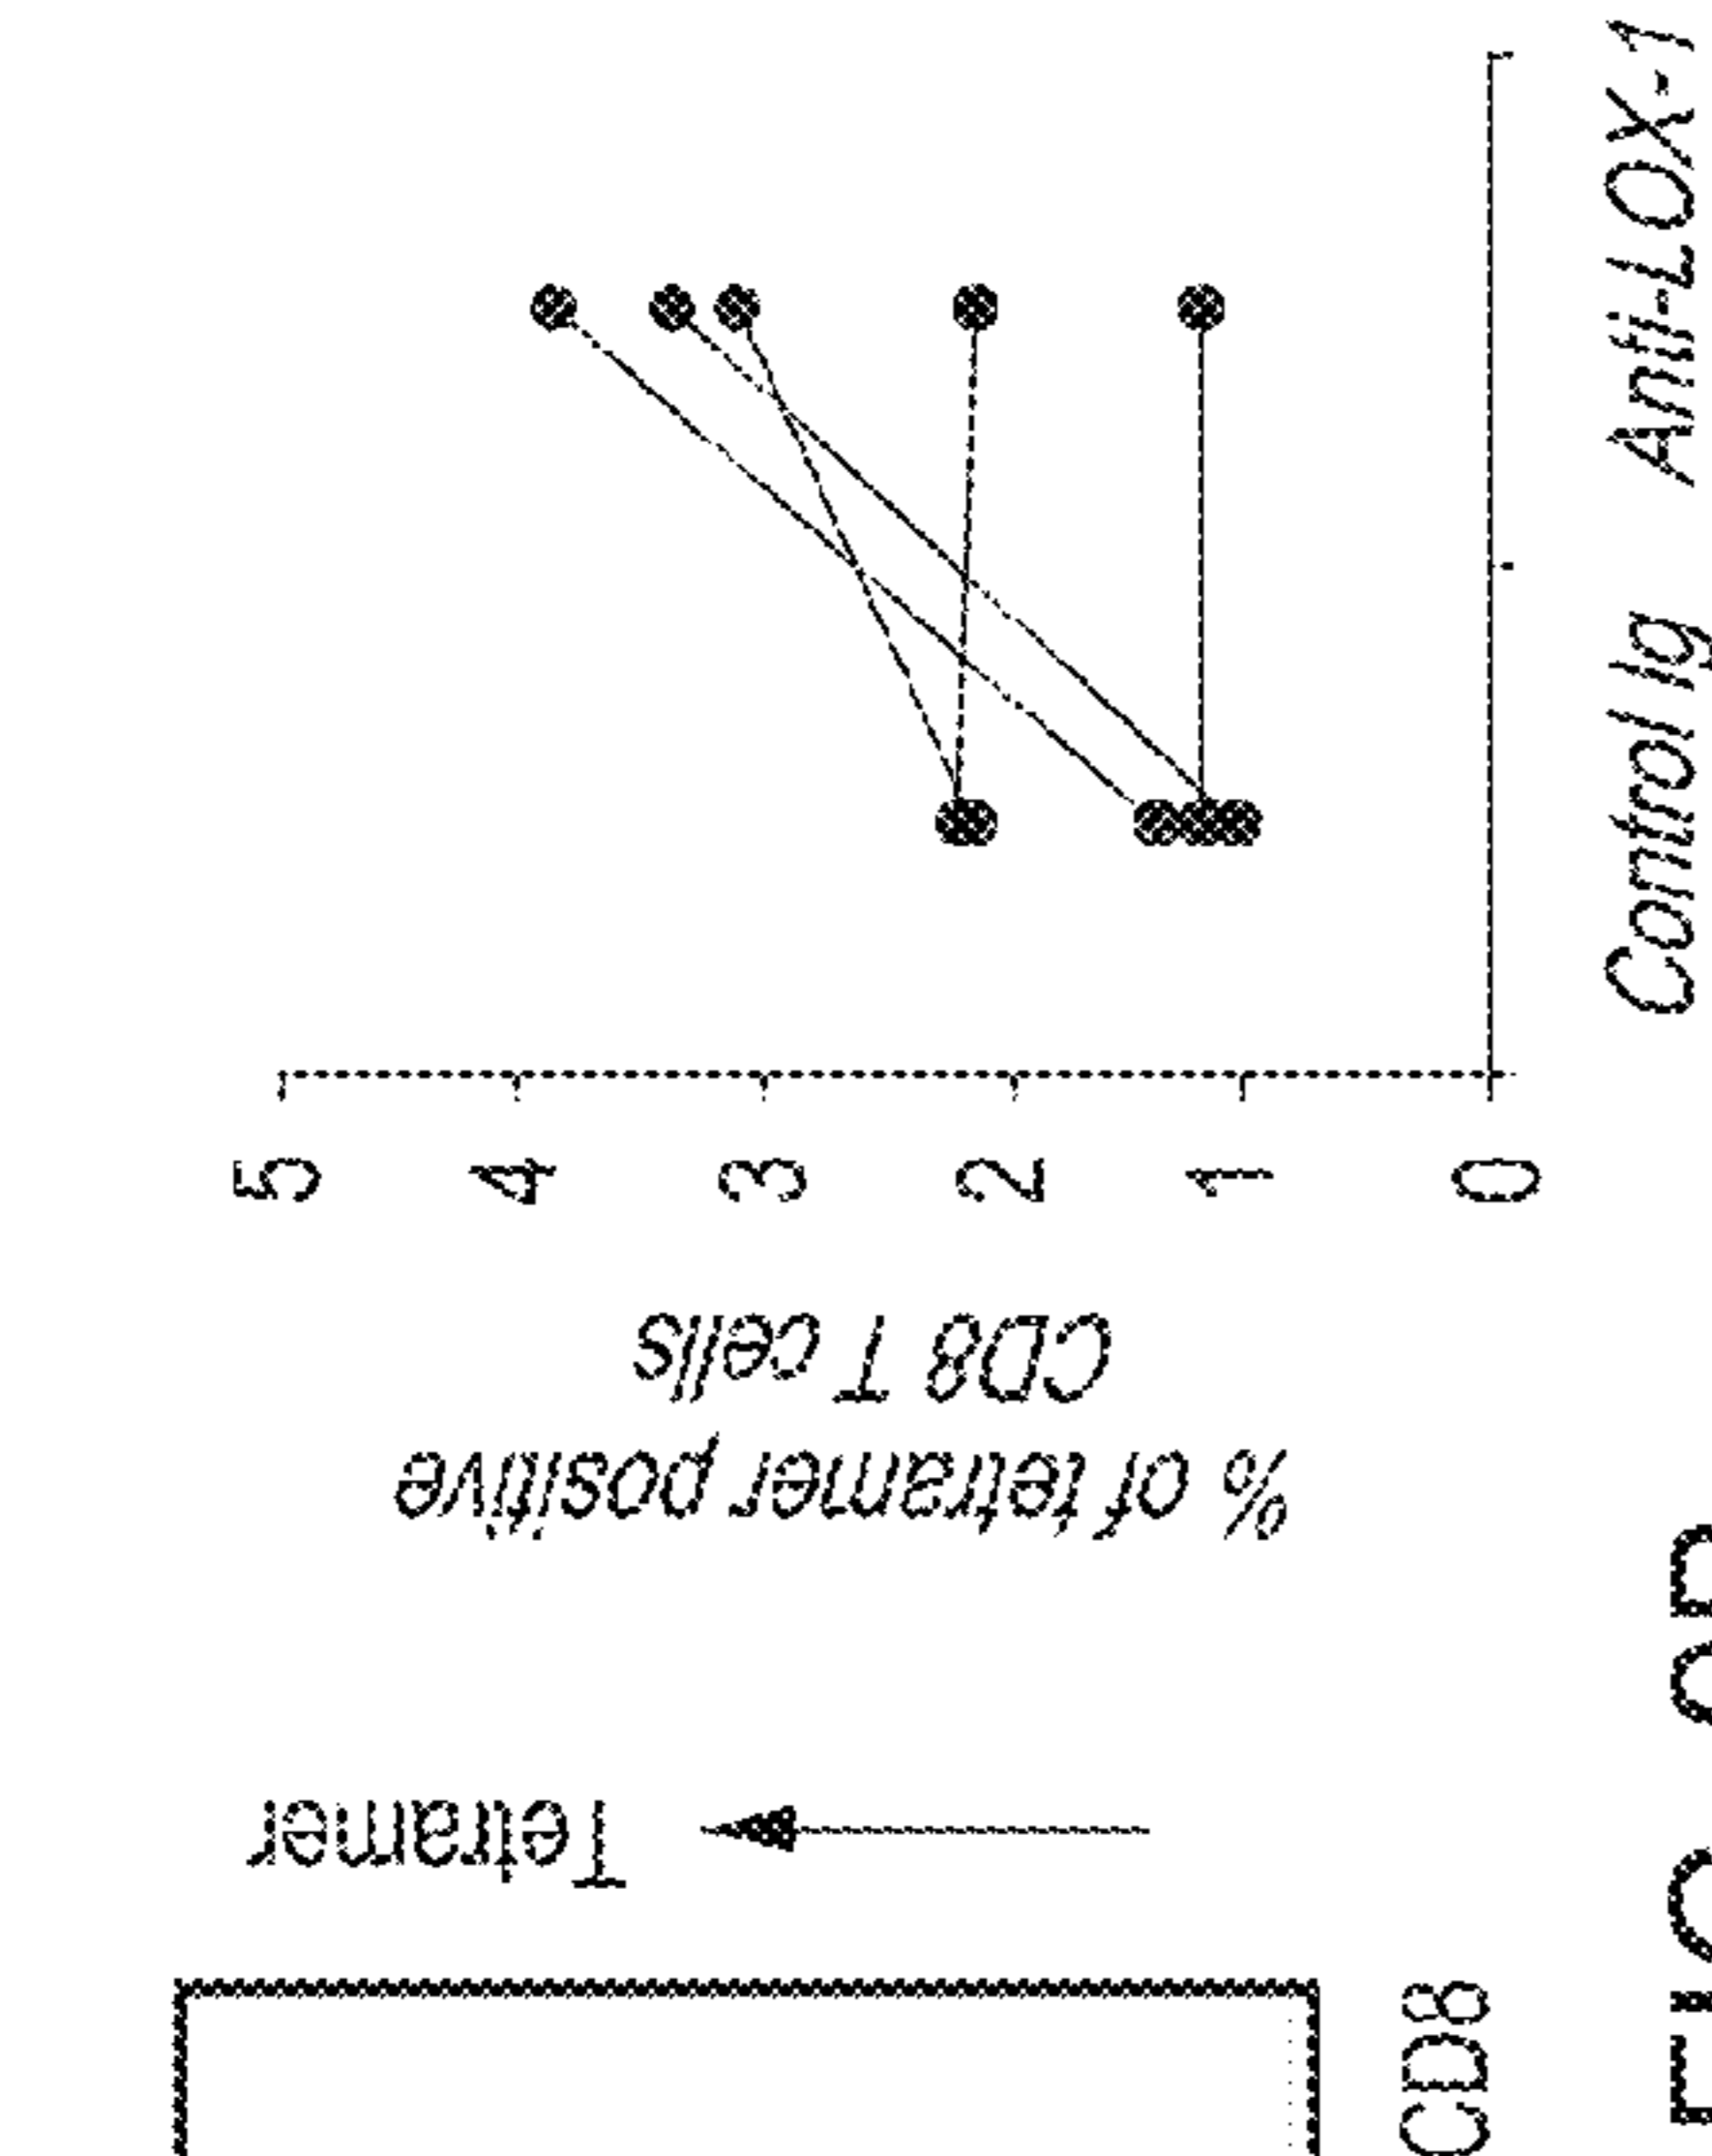 Tetramer
CD8
% of tetramer positive
CD8 T cells
5
4
3
2
1
0
Control Ig Anti-LOX-1